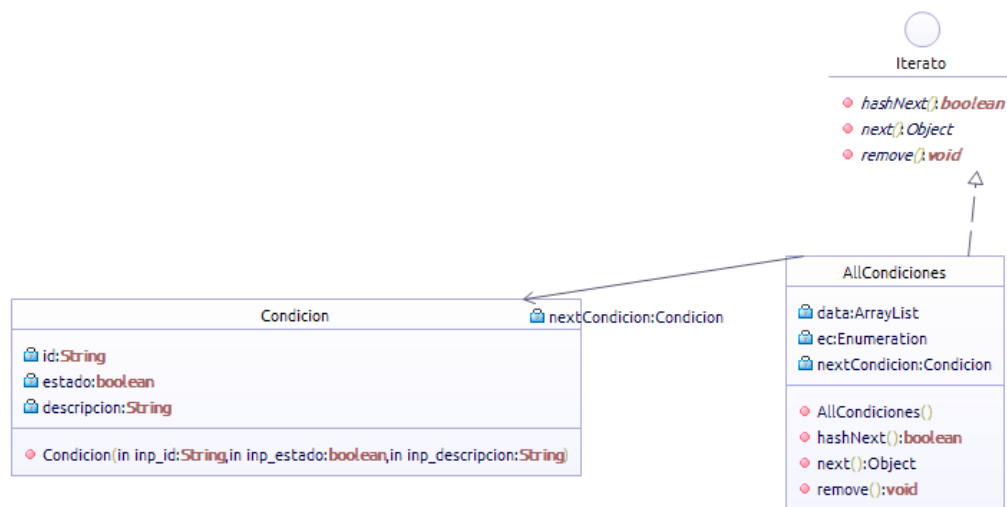 Iterato
hashNext():boolean
next():Object
remove():void
AllCondiciones
data:ArrayList
ec:Enumeration
nextCondicion:Condicion
AllCondiciones()
hashNext():boolean
next():Object
remove():void
nextCondicion:Condicion
Condicion
id:String
estado:boolean
descripcion:String
Condicion(in inp_id:String,in inp_estado:boolean,in inp_descripcion:String)